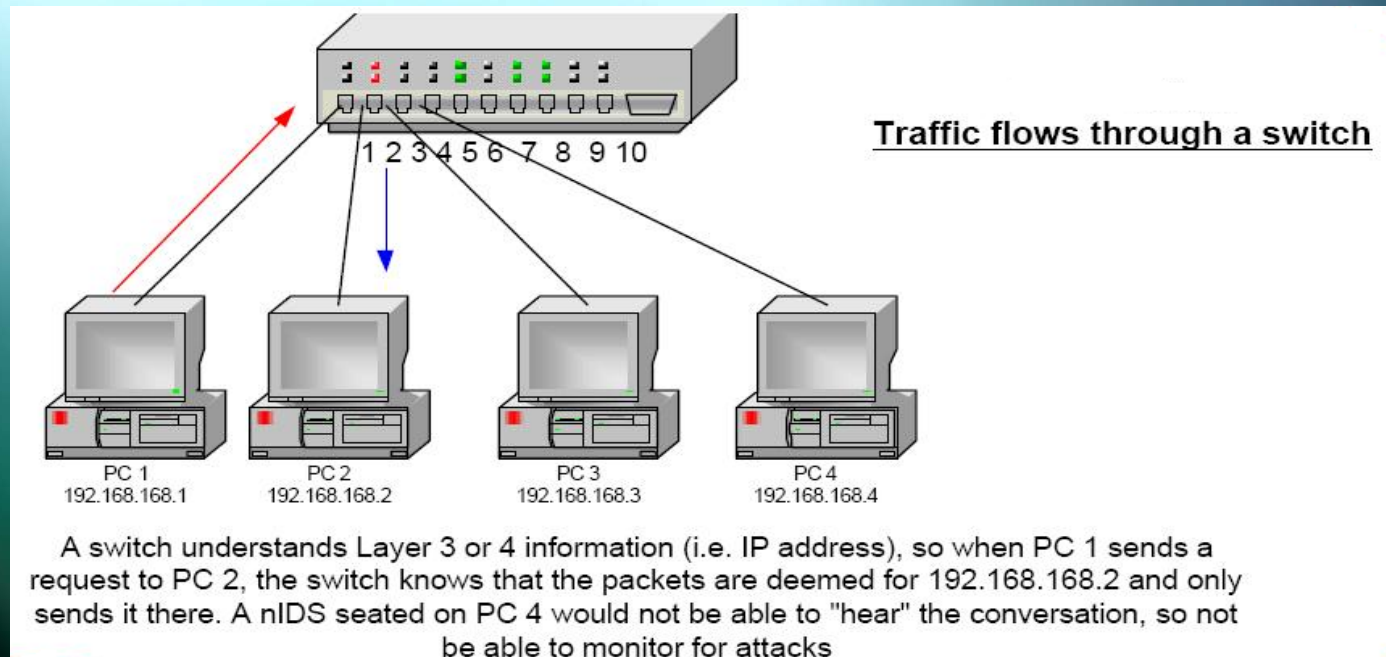 Traffic flows through a switch
1 2 3 4 5 6 7 8 9 10
PC 1
192.168.168.1
PC 2
192.168.168.2
PC 3
192.168.168.3
PC 4
192.168.168.4
A switch understands Layer 3 or 4 information (i.e. IP address), so when PC 1 sends a
request to PC 2, the switch knows that the packets are deemed for 192.168.168.2 and only
sends it there. A nIDS seated on PC 4 would not be able to "hear" the conversation, so not
be able to monitor for attacks